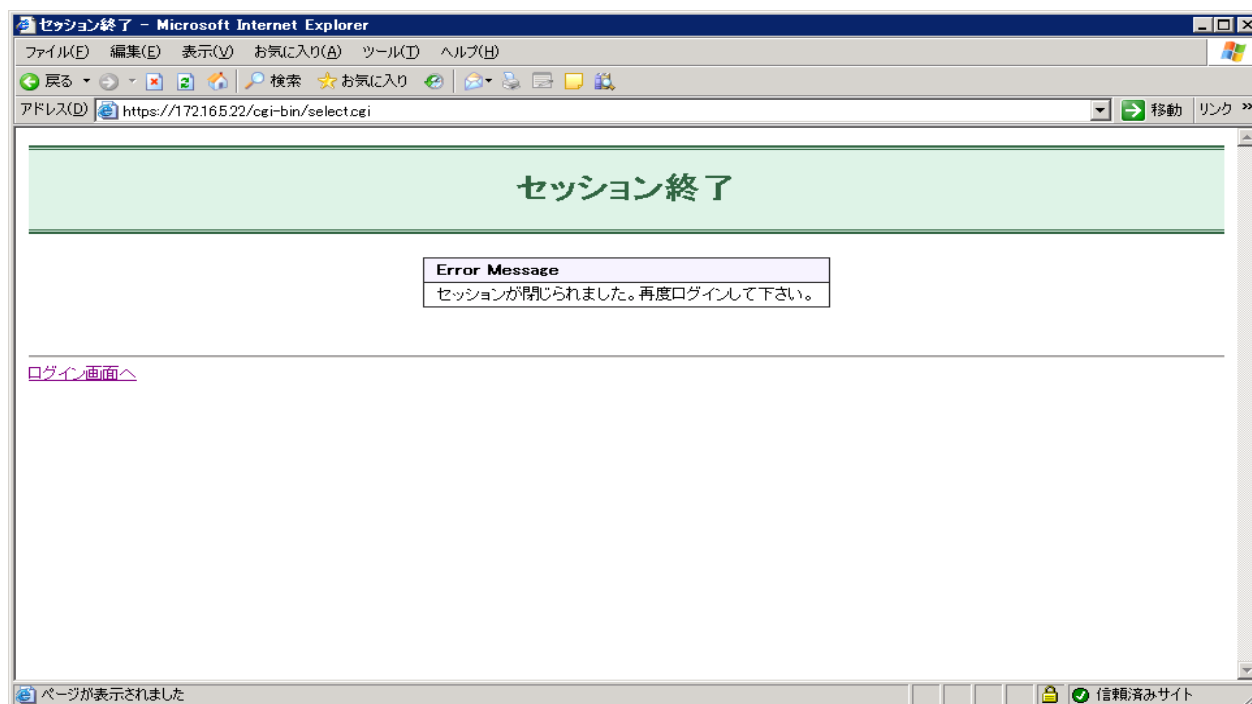 セッション終了 - Microsoft Internet Explorer
ファイル(F) 編集(E) 表示(V) お気に入り(A) ツール(T) ヘルプ(H)
戻る 検索 お気に入り
アドレス(D) https://172.16.5.22/cgi-bin/select.cgi 移動 リンク »
セッション終了
Error Message
セッションが閉じられました。再度ログインして下さい。
ログイン画面へ
ページが表示されました 信頼済みサイト